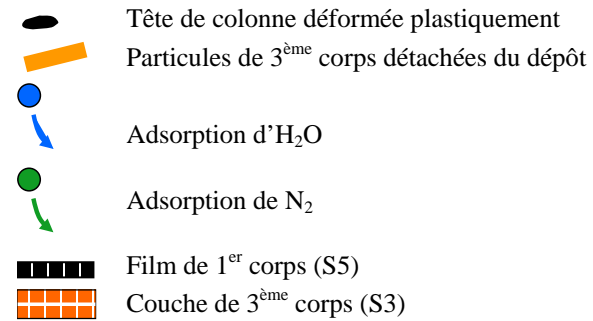 Tête de colonne déformée plastiquement
Particules de 3ème corps détachées du dépôt
Adsorption d’H2O
Adsorption de N2
Film de 1er corps (S5)
Couche de 3ème corps (S3)